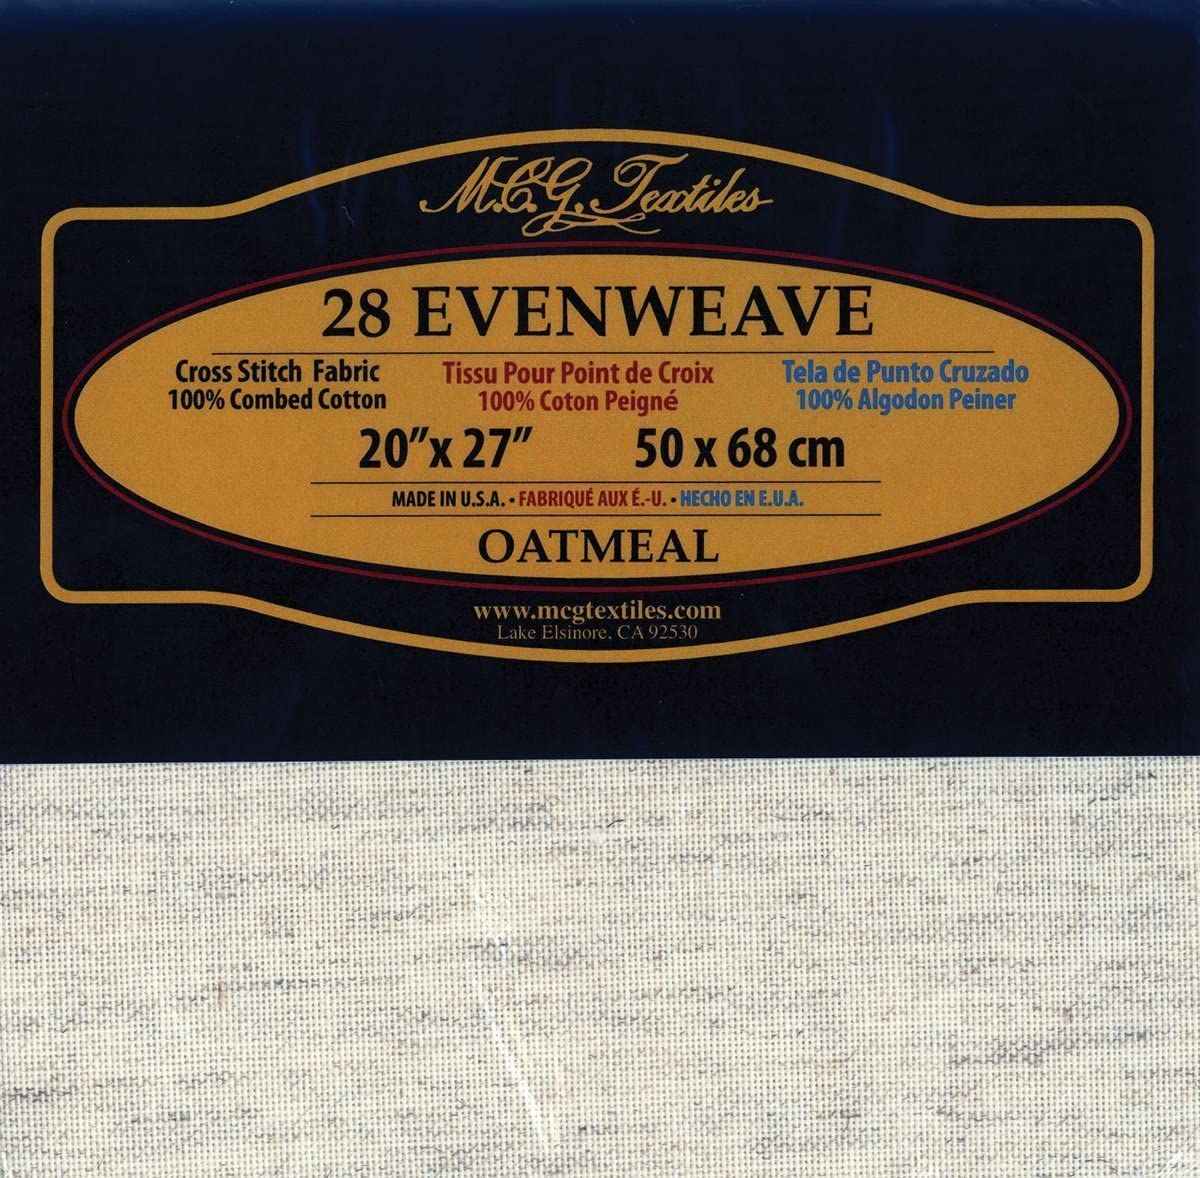 M.C.G. Textiles
28 EVENWEAVE
Cross Stitch Fabric
100% Combed Cotton
Tissu Pour Point de Croix
100% Coton Peigné
Tela de Punto Cruzado
100% Algodon Peiner
20”x 27” 50 x 68 cm
MADE IN U.S.A. • FABRIQUÉ AUX É.-U. • HECHO EN E.U.A.
OATMEAL
www.mcgtextiles.com
Lake Elsinore, CA 92530